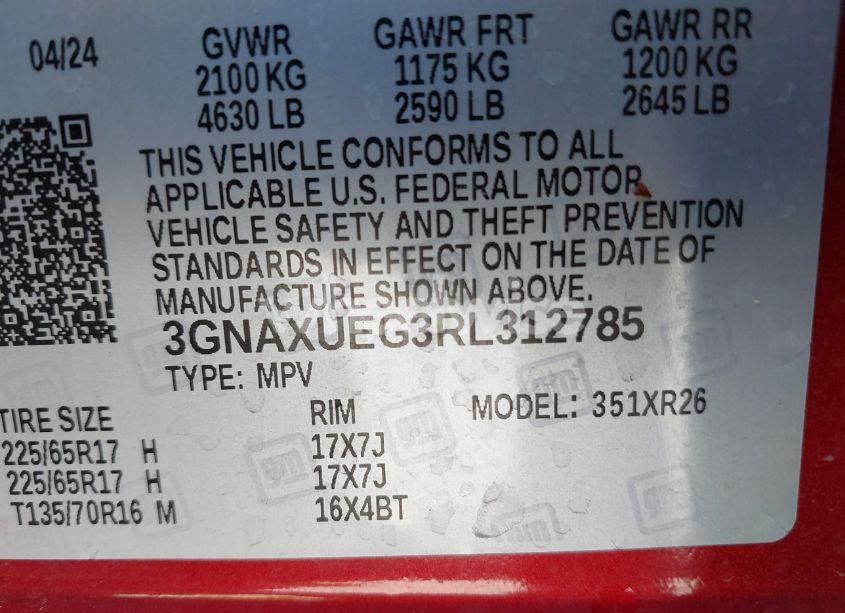 04/24 GVWR GAWR FRT GAWR RR
2100 KG 1175 KG 1200 KG
4630 LB 2590 LB 2645 LB
THIS VEHICLE CONFORMS TO ALL
APPLICABLE U.S. FEDERAL MOTOR
VEHICLE SAFETY AND THEFT PREVENTION
STANDARDS IN EFFECT ON THE DATE OF
MANUFACTURE SHOWN ABOVE.
3GNAXUEG3RL312785
TYPE: MPV
TIRE SIZE RIM MODEL: 351XR26
225/65R17 H 17X7J
225/65R17 H 17X7J
T135/70R16 M 16X4BT